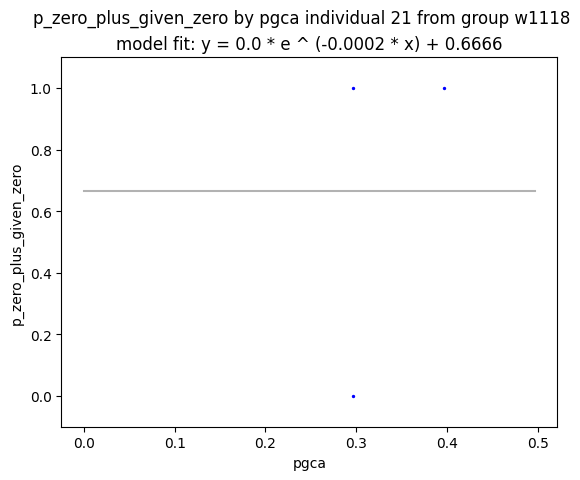 p_zero_plus_given_zero by pgca individual 21 from group w1118
model fit: y = 0.0 * e ^ (-0.0002 * x) + 0.6666
1.0
0.8
0.6
0.4
0.2
0.0
p_zero_plus_given_zero
0.0 0.1 0.2 0.3 0.4 0.5
pgca